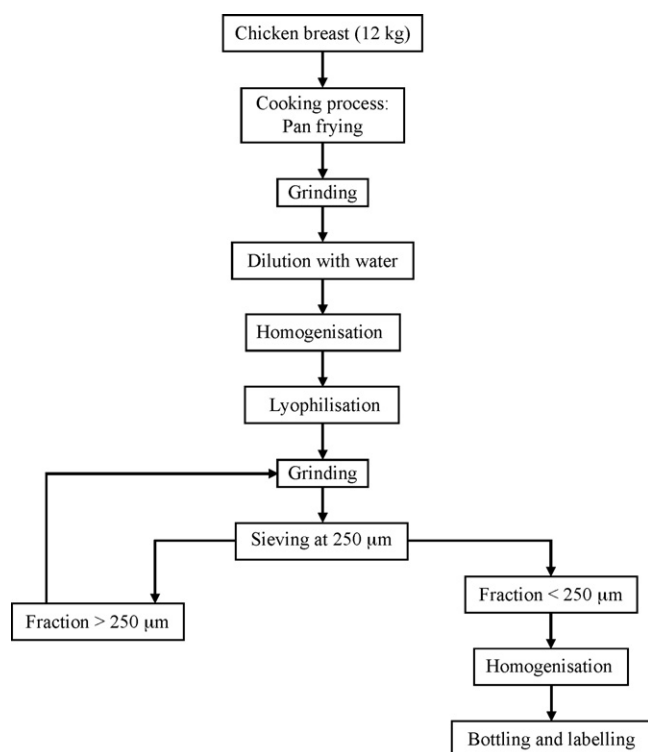 Chicken breast (12 kg)
Cooking process:
Pan frying
Grinding
Dilution with water
Homogenisation
Lyophilisation
Grinding
Sieving at 250 μm
Fraction > 250 μm
Fraction < 250 μm
Homogenisation
Bottling and labelling